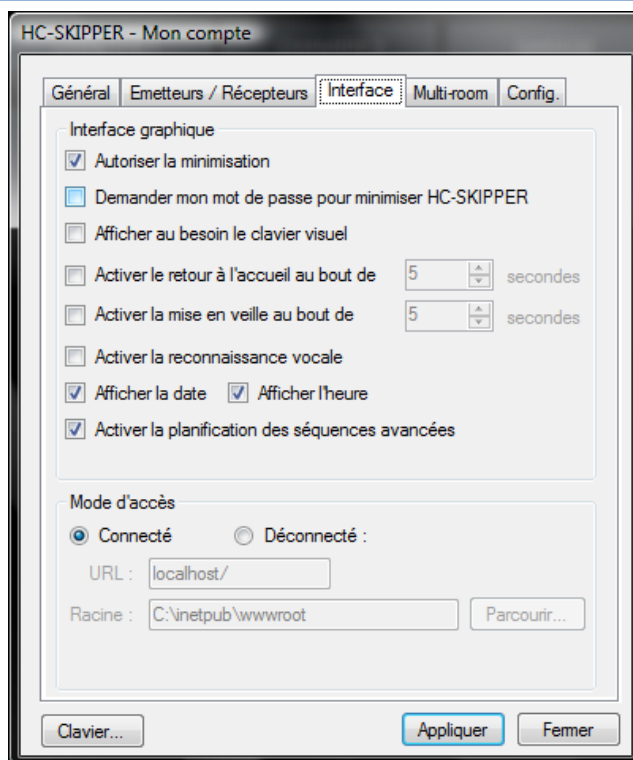 HC-SKIPPER - Mon compte
Général Emetteurs / Récepteurs Interface Multi-room Config.
Interface graphique
Autoriser la minimisation
Demander mon mot de passe pour minimiser HC-SKIPPER
Afficher au besoin le clavier visuel
Activer le retour à l'accueil au bout de 5 secondes
Activer la mise en veille au bout de 5 secondes
Activer la reconnaissance vocale
Afficher la date Afficher l'heure
Activer la planification des séquences avancées
Mode d'accès
Connecté Déconnecté :
URL : localhost/
Racine : C:\inetpub\wwwroot Parcourir...
Clavier... Appliquer Fermer